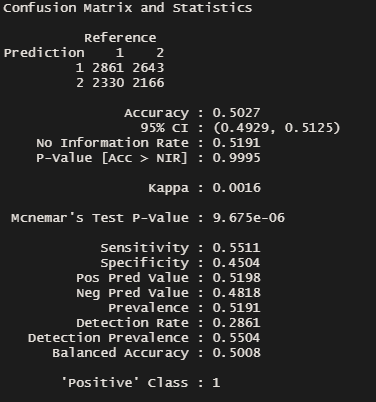 Confusion Matrix and Statistics
Reference
Prediction 1 2
1 2861 2643
2 2330 2166
Accuracy : 0.5027
95% CI : (0.4929, 0.5125)
No Information Rate : 0.5191
P-Value [Acc > NIR] : 0.9995
Kappa : 0.0016
Mcnemar's Test P-Value : 9.675e-06
Sensitivity : 0.5511
Specificity : 0.4504
Pos Pred Value : 0.5198
Neg Pred Value : 0.4818
Prevalence : 0.5191
Detection Rate : 0.2861
Detection Prevalence : 0.5504
Balanced Accuracy : 0.5008
'Positive' Class : 1